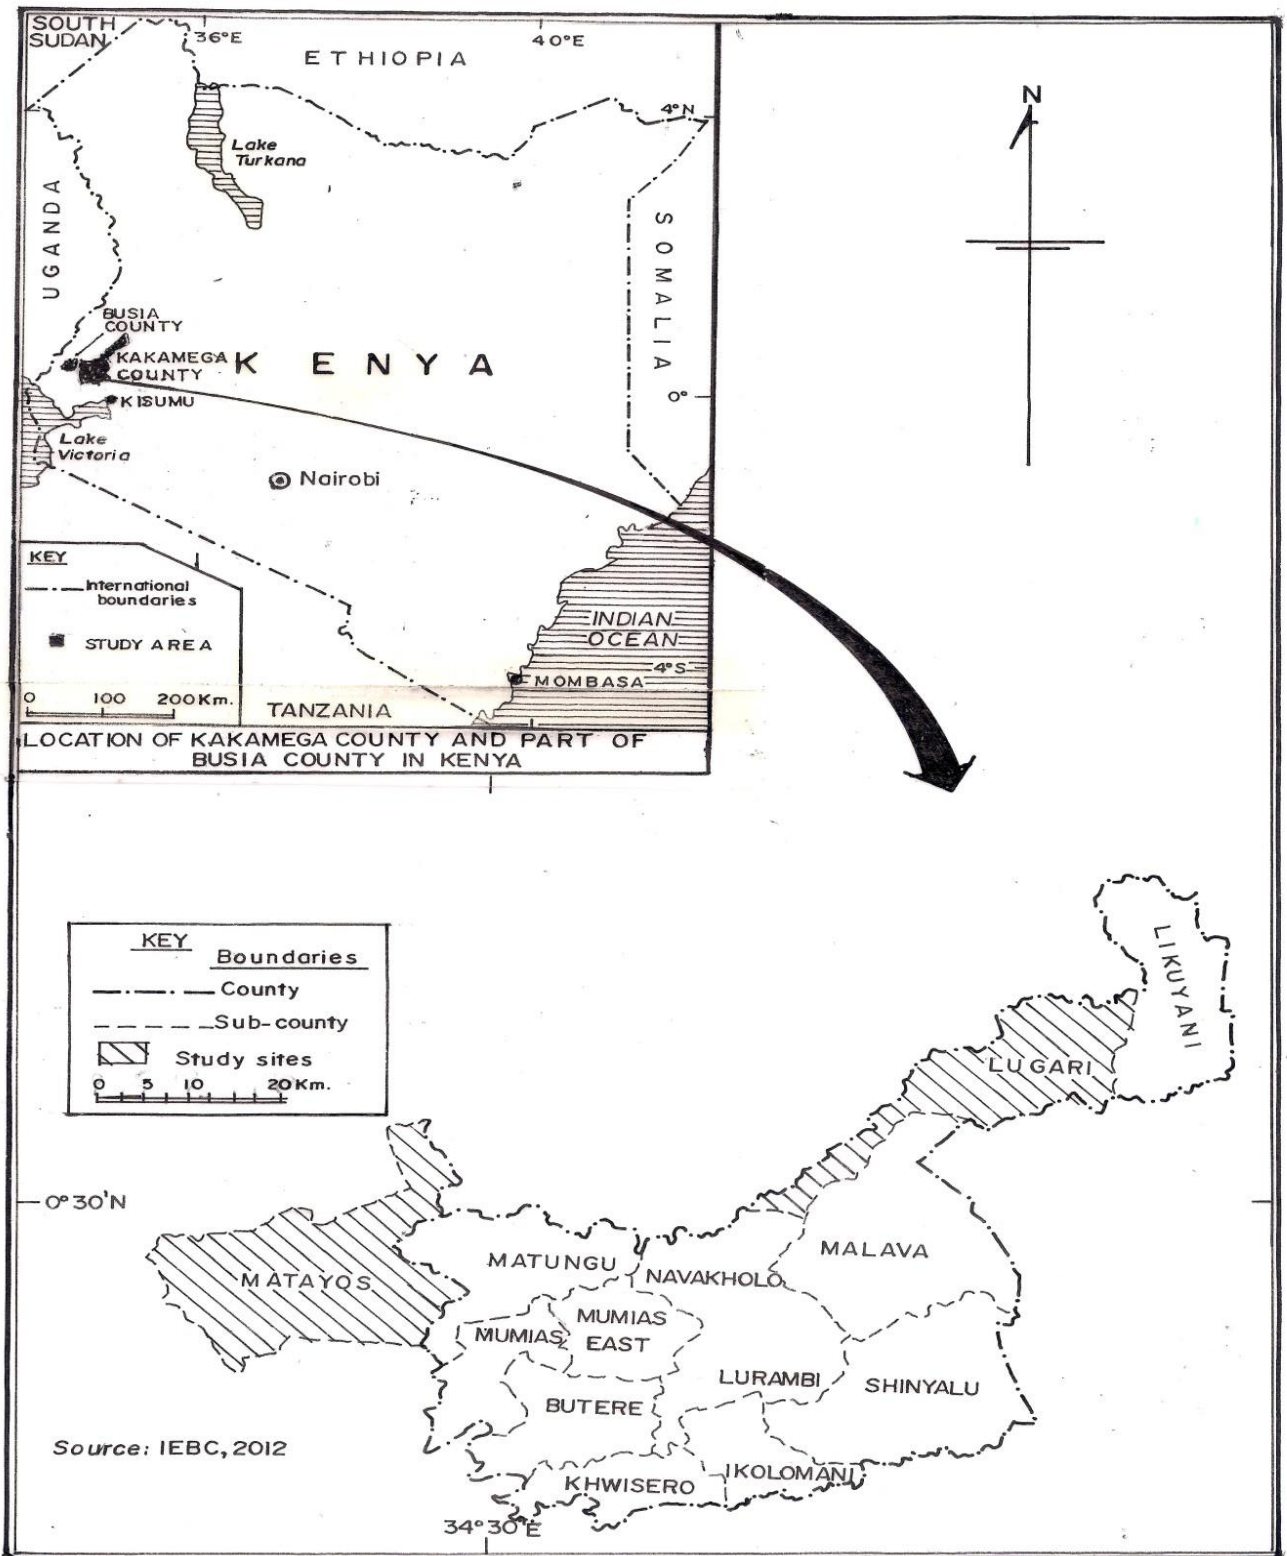 SOUTH
SUDAN
36°E
40°E
ETHIOPIA
4°N
N
Lake
Turkana
UGANDA
SOMALIA
BUSIA
COUNTY
KAKAMEGA
COUNTY
KENYA
0°
KISUMU
Lake
Victoria
Nairobi
KEY
International
boundaries
STUDY AREA
INDIAN
OCEAN
4°S
MOMBASA
0 100 200Km.
TANZANIA
LOCATION OF KAKAMEGA COUNTY AND PART OF
BUSIA COUNTY IN KENYA
KEY
Boundaries
County
Sub-county
Study sites
0 5 10 20Km.
LIKUYANI
LUGARI
0°30'N
MATAYOS
MATUNGU
NAVAKHOLO
MALAVA
MUMIAS
MUMIAS
EAST
LURAMBI
SHINYALU
BUTERE
Source: IEBC, 2012
KHWISERO
IKOLOMANI
34°30'E